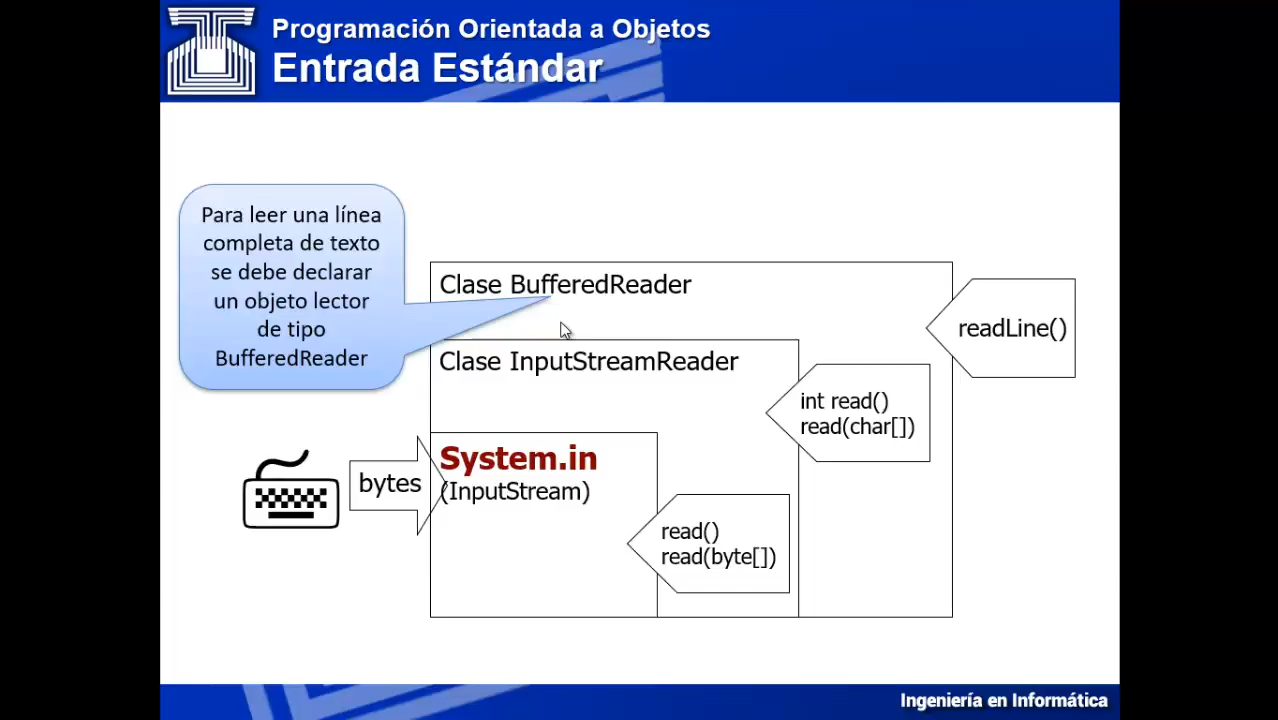 Programación Orientada a Objetos
Entrada Estándar
Para leer una línea
completa de texto
se debe declarar
un objeto lector
de tipo
BufferedReader
Clase BufferedReader
readLine()
Clase InputStreamReader
int read()
read(char[])
bytes
System.in
(InputStream)
read()
read(byte[])
Ingeniería en Informática